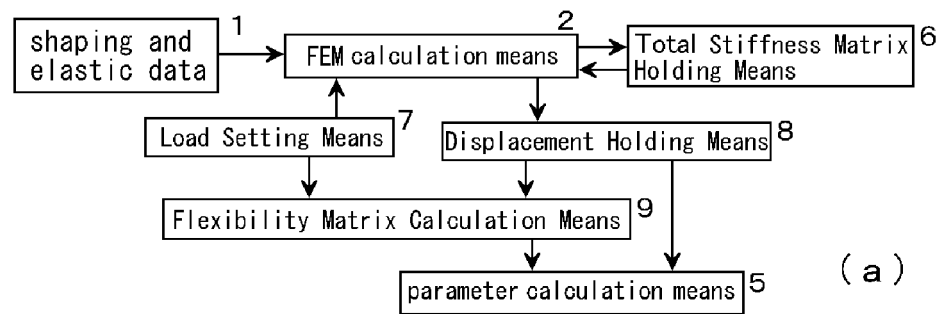 1
shaping and
elastic data
2
FEM calculation means
6
Total Stiffness Matrix
Holding Means
7
Load Setting Means
8
Displacement Holding Means
9
Flexibility Matrix Calculation Means
5
parameter calculation means
(a)